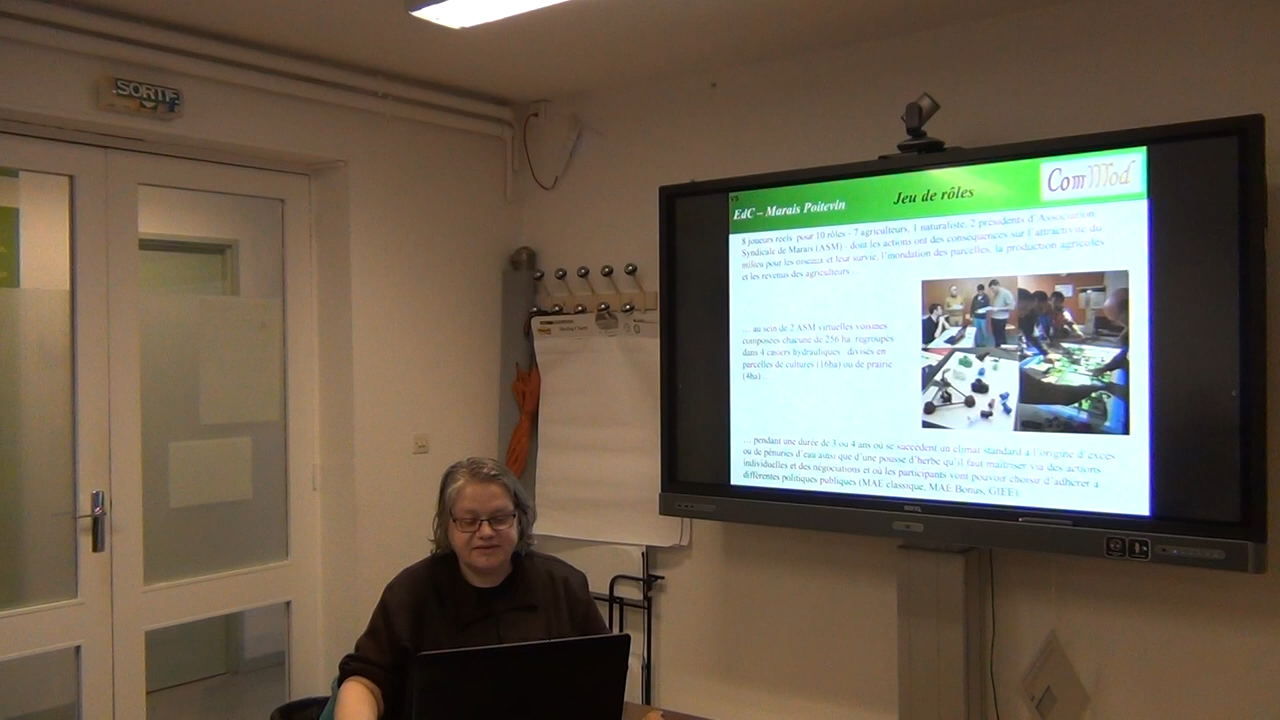 SORTIE
V5
Jeu de rôles
ComMod
EdC – Marais Poitevin
8 joueurs réels pour 10 rôles - 7 agriculteurs, 1 naturaliste, 2 présidents d'Association
Syndicale de Marais (ASM) - dont les actions ont des conséquences sur l'attractivité du
milieu pour les oiseaux et leur survie, l'inondation des parcelles, la production agricoles
et les revenus des agriculteurs…
… au sein de 2 ASM virtuelles voisines
composées chacune de 256 ha regroupés
dans 4 casiers hydrauliques divisés en
parcelles de cultures (16ha) ou de prairie
(4ha)…
… pendant une durée de 3 ou 4 ans où se succèdent un climat standard à l'origine d'excès
ou de pénuries d'eau ainsi que d'une pousse d'herbe qu'il faut maîtriser via des actions
individuelles et des négociations et où les participants vont pouvoir choisir d'adhérer à
différentes politiques publiques (MAE classique, MAE Bonus, GIEE).
BENQ